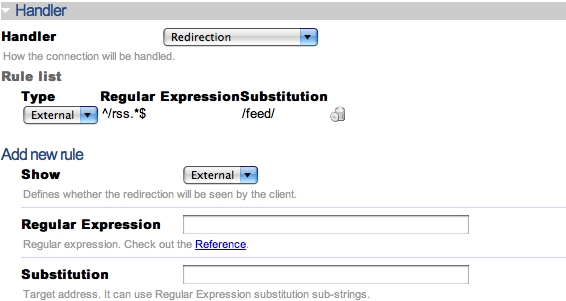 Handler
Handler Redirection
How the connection will be handled.
Rule list
Type Regular ExpressionSubstitution
External ^/rss.*$ /feed/
Add new rule
Show External
Defines whether the redirection will be seen by the client.
Regular Expression
Regular expression. Check out the Reference.
Substitution
Target address. It can use Regular Expression substitution sub-strings.